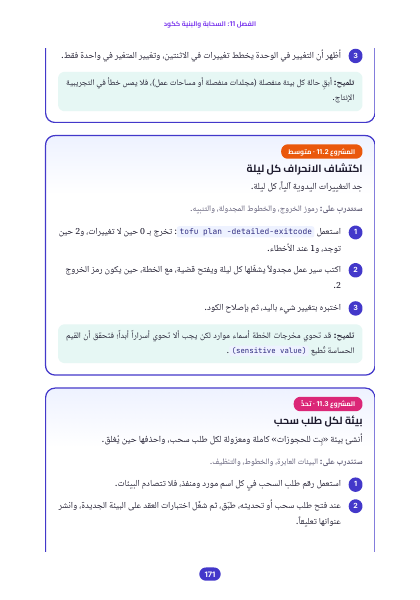 الفصل 11: السحابة والبنية ككود
3 أظهر أن التغيير في الوحدة يخطط تغييرات في الاثنتين، وتغيير المتغير في واحدة فقط.
تلميح: أبقِ حالة كل بيئة منفصلة (مجلدات منفصلة أو مساحات عمل)، فلا يمس خطأ في التجريبية
الإنتاج.
المشروع 11.2 · متوسط
اكتشاف الانحراف كل ليلة
جد التغييرات اليدوية آلياً، كل ليلة.
ستتدرب على: رموز الخروج، والخطوط المجدولة، والتنبيه.
1 استعمل tofu plan -detailed-exitcode: تخرج بـ 0 حين لا تغييرات، و2 حين
توجد، و1 عند الأخطاء.
2 اكتب سير عمل مجدولاً يشغّلها كل ليلة ويفتح قضية، مع الخطة، حين يكون رمز الخروج
2.
3 اختبره بتغيير شيء باليد، ثم بإصلاح الكود.
تلميح: قد تحوي مخرجات الخطة أسماء موارد لكن يجب ألا تحوي أسراراً أبداً؛ فتحقق أن القيم
الحساسة تُطبع (sensitive value) .
المشروع 11.3 · تحدٍّ
بيئة لكل طلب سحب
أنشئ بيئة «بِت للحجوزات» كاملة ومعزولة لكل طلب سحب، واحذفها حين يُغلق.
ستتدرب على: البيئات العابرة، والخطوط، والتنظيف.
1 استعمل رقم طلب السحب في كل اسم مورد ومنفذ، فلا تتصادم البيئات.
2 عند فتح طلب سحب أو تحديثه، طبّق، ثم شغّل اختبارات العقد على البيئة الجديدة، وانشر
عنوانها تعليقاً.
171